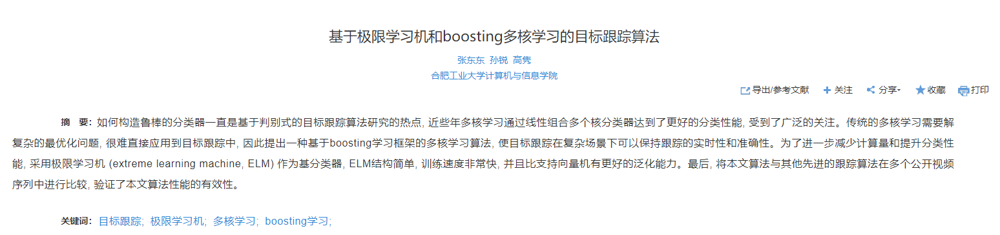 基于极限学习机和boosting多核学习的目标跟踪算法
张东东 孙锐 高隽
合肥工业大学计算机与信息学院
导出/参考文献 关注 分享 收藏 打印
摘 要：如何构造鲁棒的分类器一直是基于判别式的目标跟踪算法研究的热点, 近些年多核学习通过线性组合多个核分类器达到了更好的分类性能, 受到了广泛的关注。传统的多核学习需要解
复杂的最优化问题, 很难直接应用到目标跟踪中, 因此提出一种基于boosting学习框架的多核学习算法, 使目标跟踪在复杂场景下可以保持跟踪的实时性和准确性。为了进一步减少计算量和提升分类性
能, 采用极限学习机 (extreme learning machine, ELM) 作为基分类器, ELM结构简单, 训练速度非常快, 并且比支持向量机有更好的泛化能力。最后, 将本文算法与其他先进的跟踪算法在多个公开视频
序列中进行比较, 验证了本文算法性能的有效性。
关键词：目标跟踪; 极限学习机; 多核学习; boosting学习;